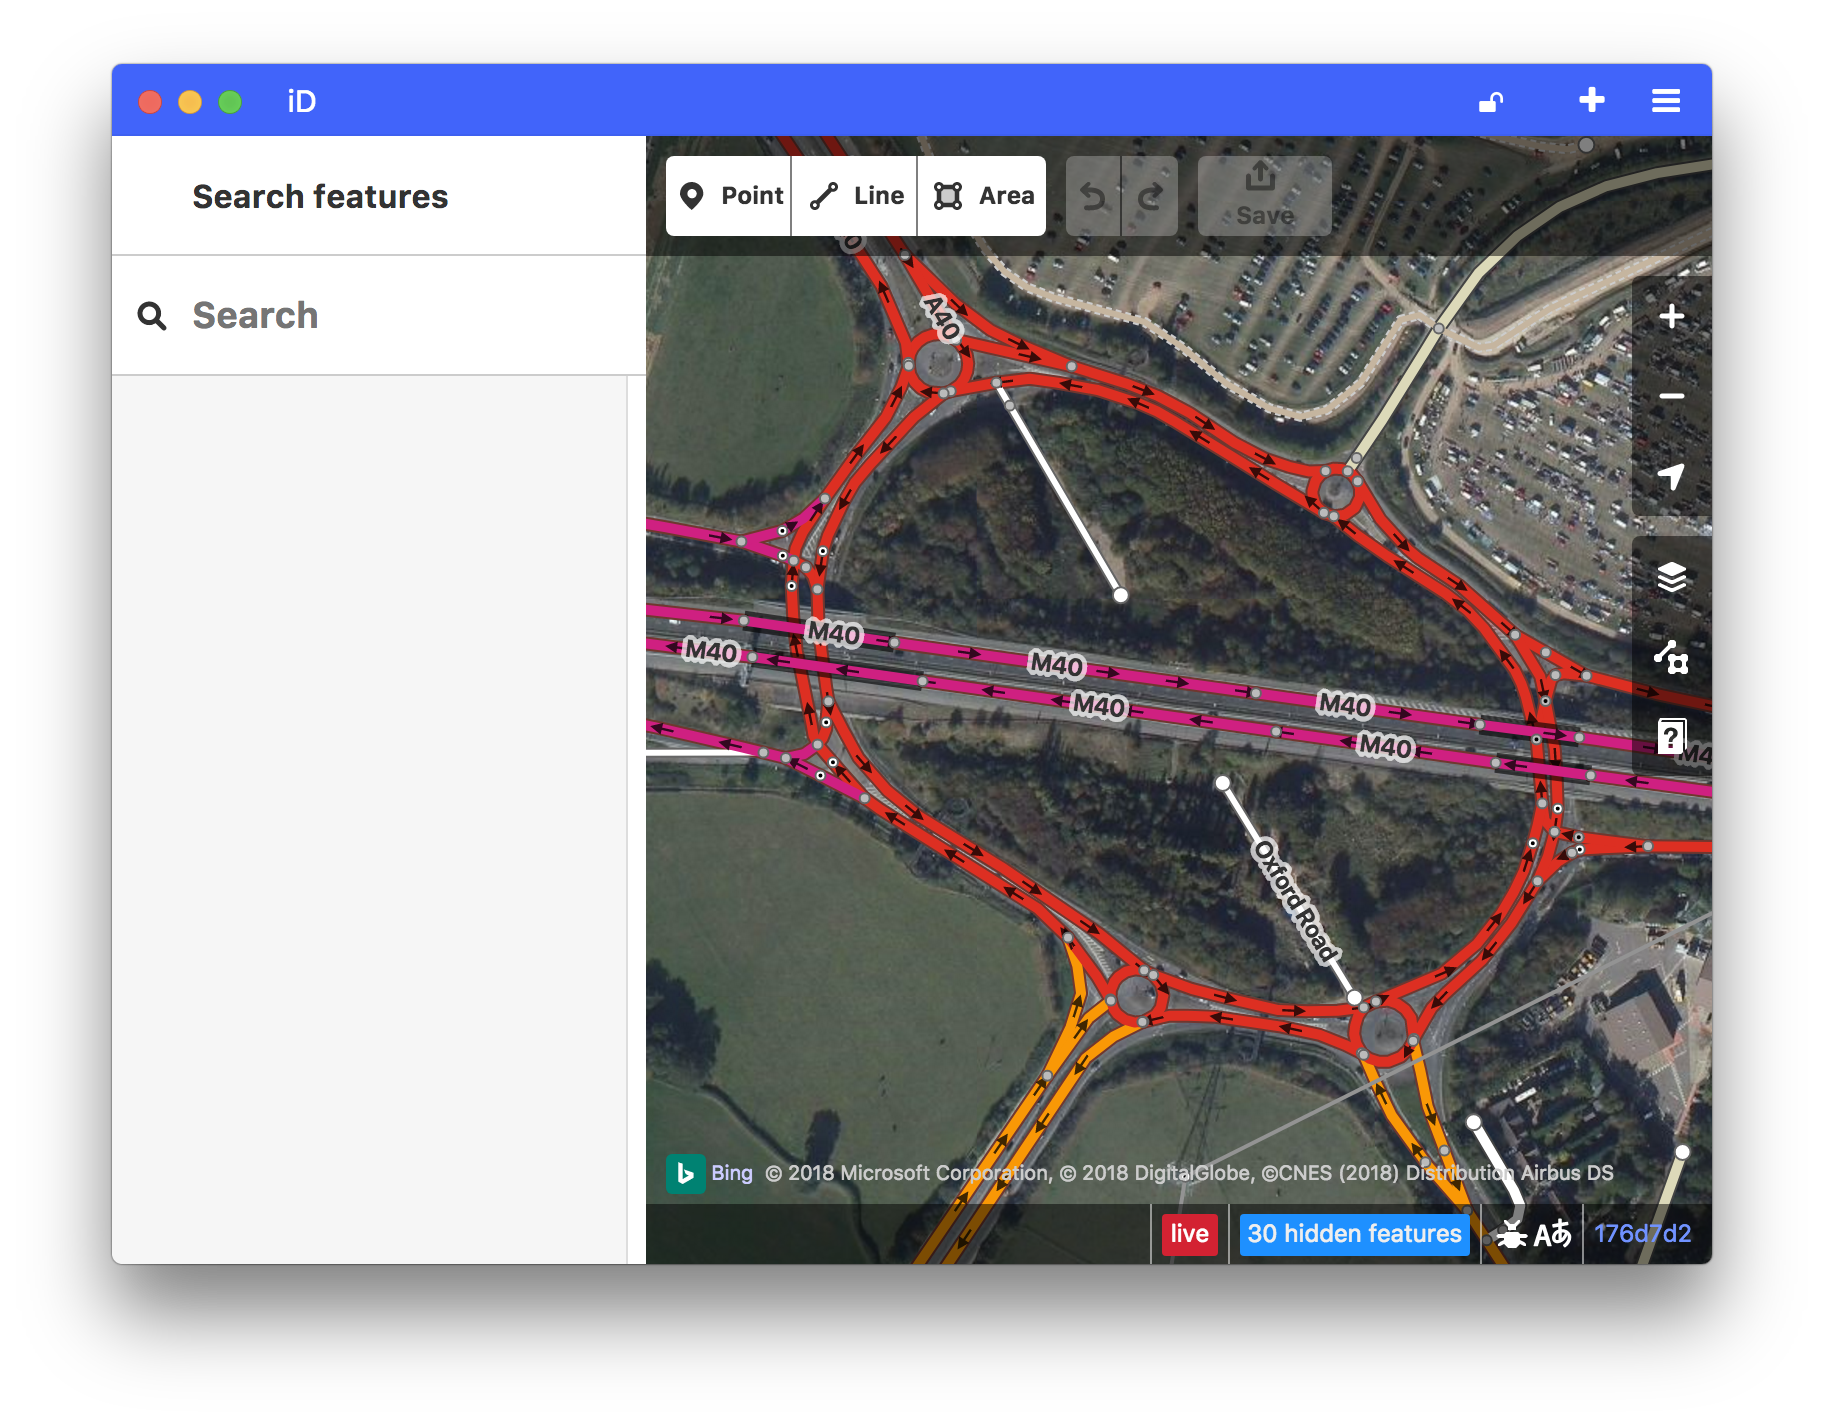 iD
Search features
Search
Point
Line
Area
Save
A40
M40
M40
M40
M40
M40
M40
Oxford Road
Bing © 2018 Microsoft Corporation, © 2018 DigitalGlobe, ©CNES (2018) Distribution Airbus DS
live
30 hidden features
Aあ
176d7d2